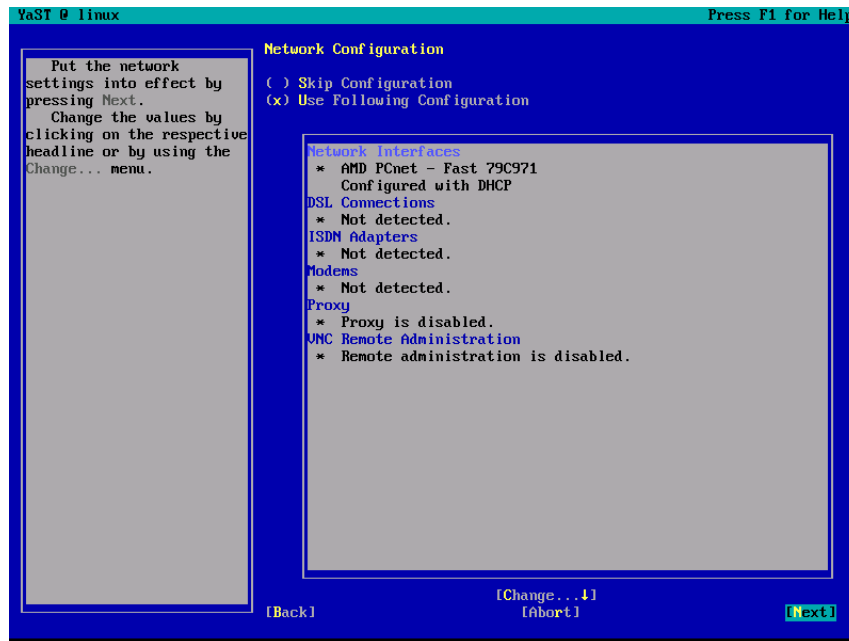 YaST @ linux
Press F1 for Help
Put the network
settings into effect by
pressing Next.
Change the values by
clicking on the respective
headline or by using the
Change... menu.
Network Configuration
( ) Skip Configuration
(x) Use Following Configuration
Network Interfaces
* AMD PCnet - Fast 79C971
Configured with DHCP
DSL Connections
* Not detected.
ISDN Adapters
* Not detected.
Modems
* Not detected.
Proxy
* Proxy is disabled.
VNC Remote Administration
* Remote administration is disabled.
[Change...↓]
[Back]
[Abort]
[Next]